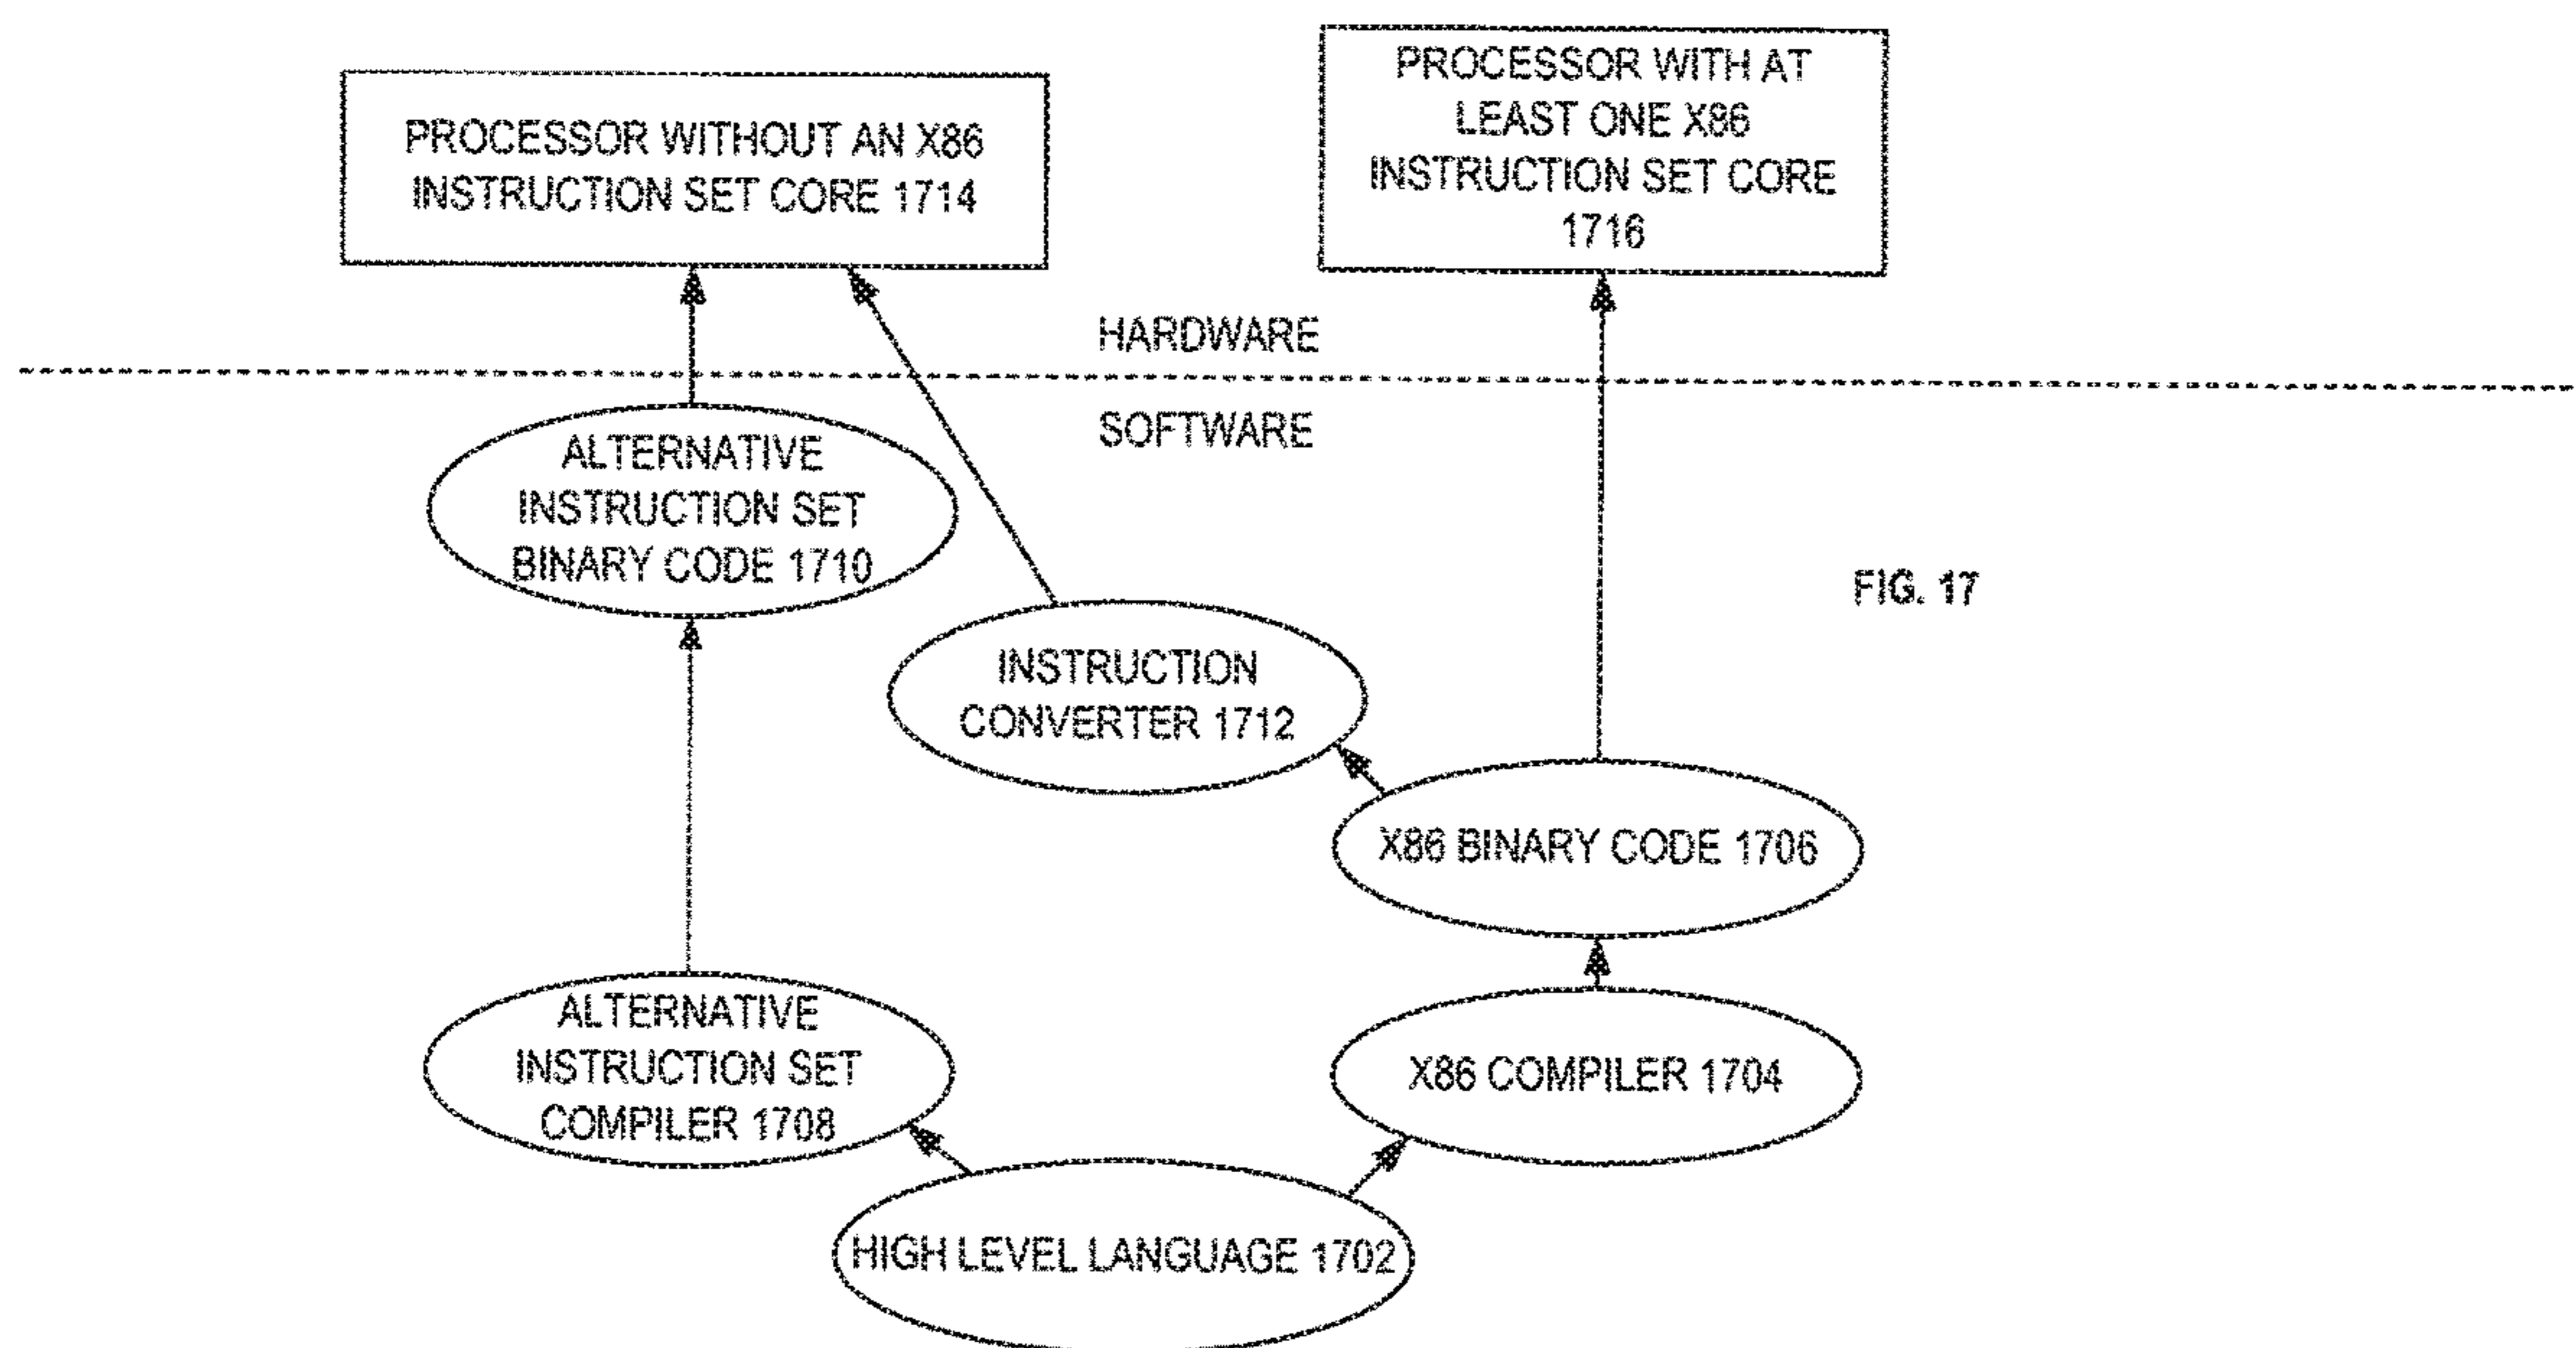 PROCESSOR WITHOUT AN X86
INSTRUCTION SET CORE 1714
PROCESSOR WITH AT
LEAST ONE X86
INSTRUCTION SET CORE
1716
HARDWARE
SOFTWARE
ALTERNATIVE
INSTRUCTION SET
BINARY CODE 1710
FIG. 17
INSTRUCTION
CONVERTER 1712
X86 BINARY CODE 1706
ALTERNATIVE
INSTRUCTION SET
COMPILER 1708
X86 COMPILER 1704
HIGH LEVEL LANGUAGE 1702